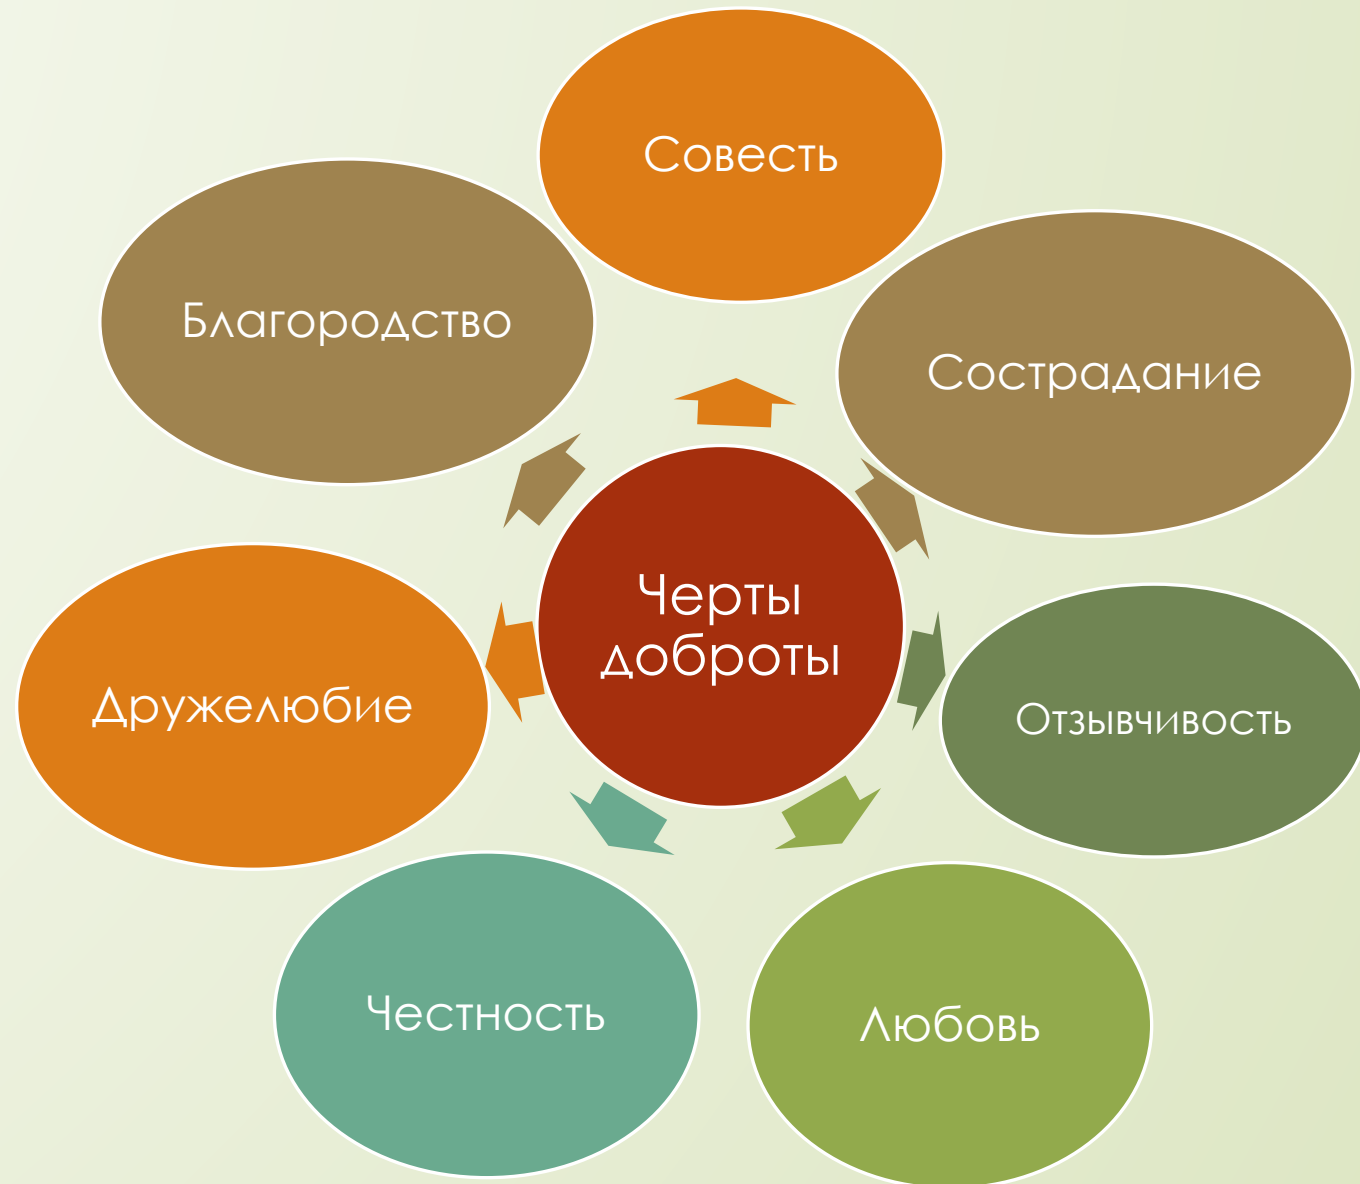 Совесть
Благородство
Сострадание
Черты
доброты
Дружелюбие
Отзывчивость
Честность
Любовь